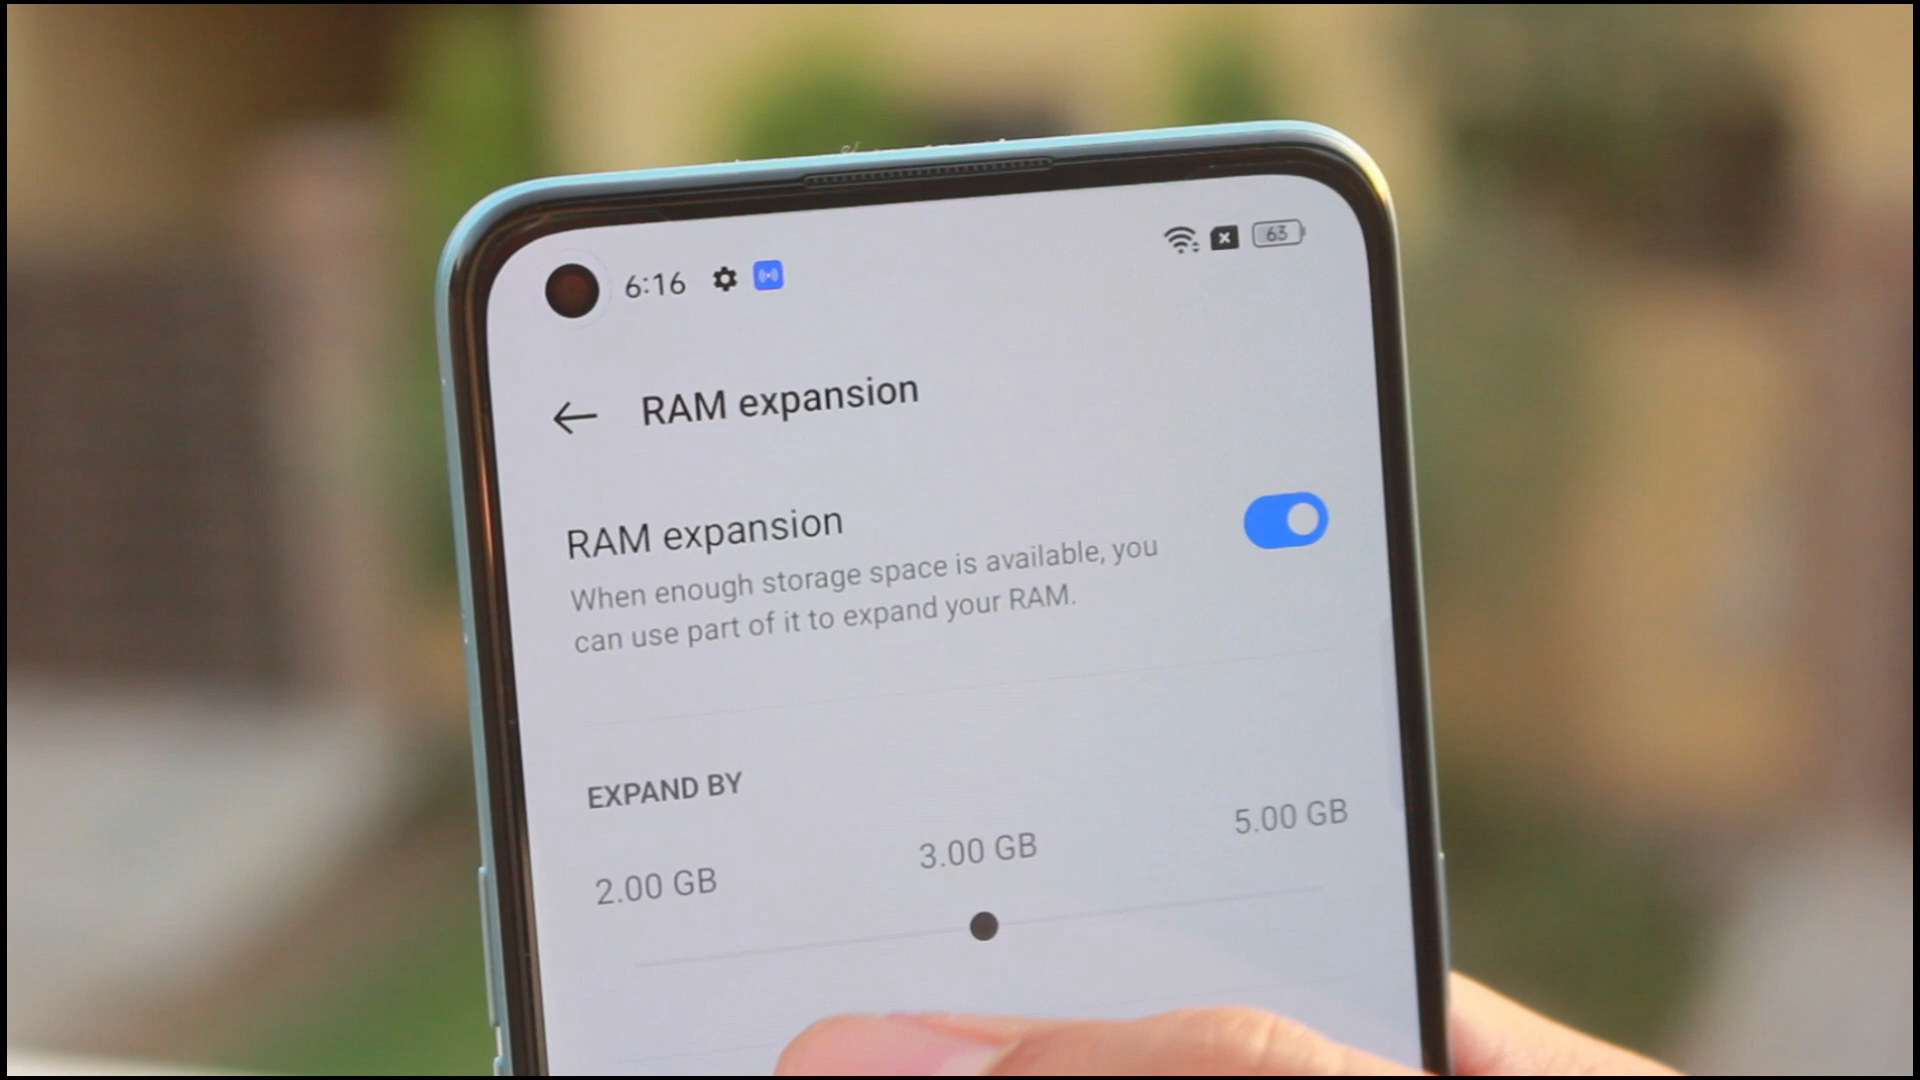 6:16
63
RAM expansion
RAM expansion
When enough storage space is available, you
can use part of it to expand your RAM.
EXPAND BY
2.00 GB
3.00 GB
5.00 GB